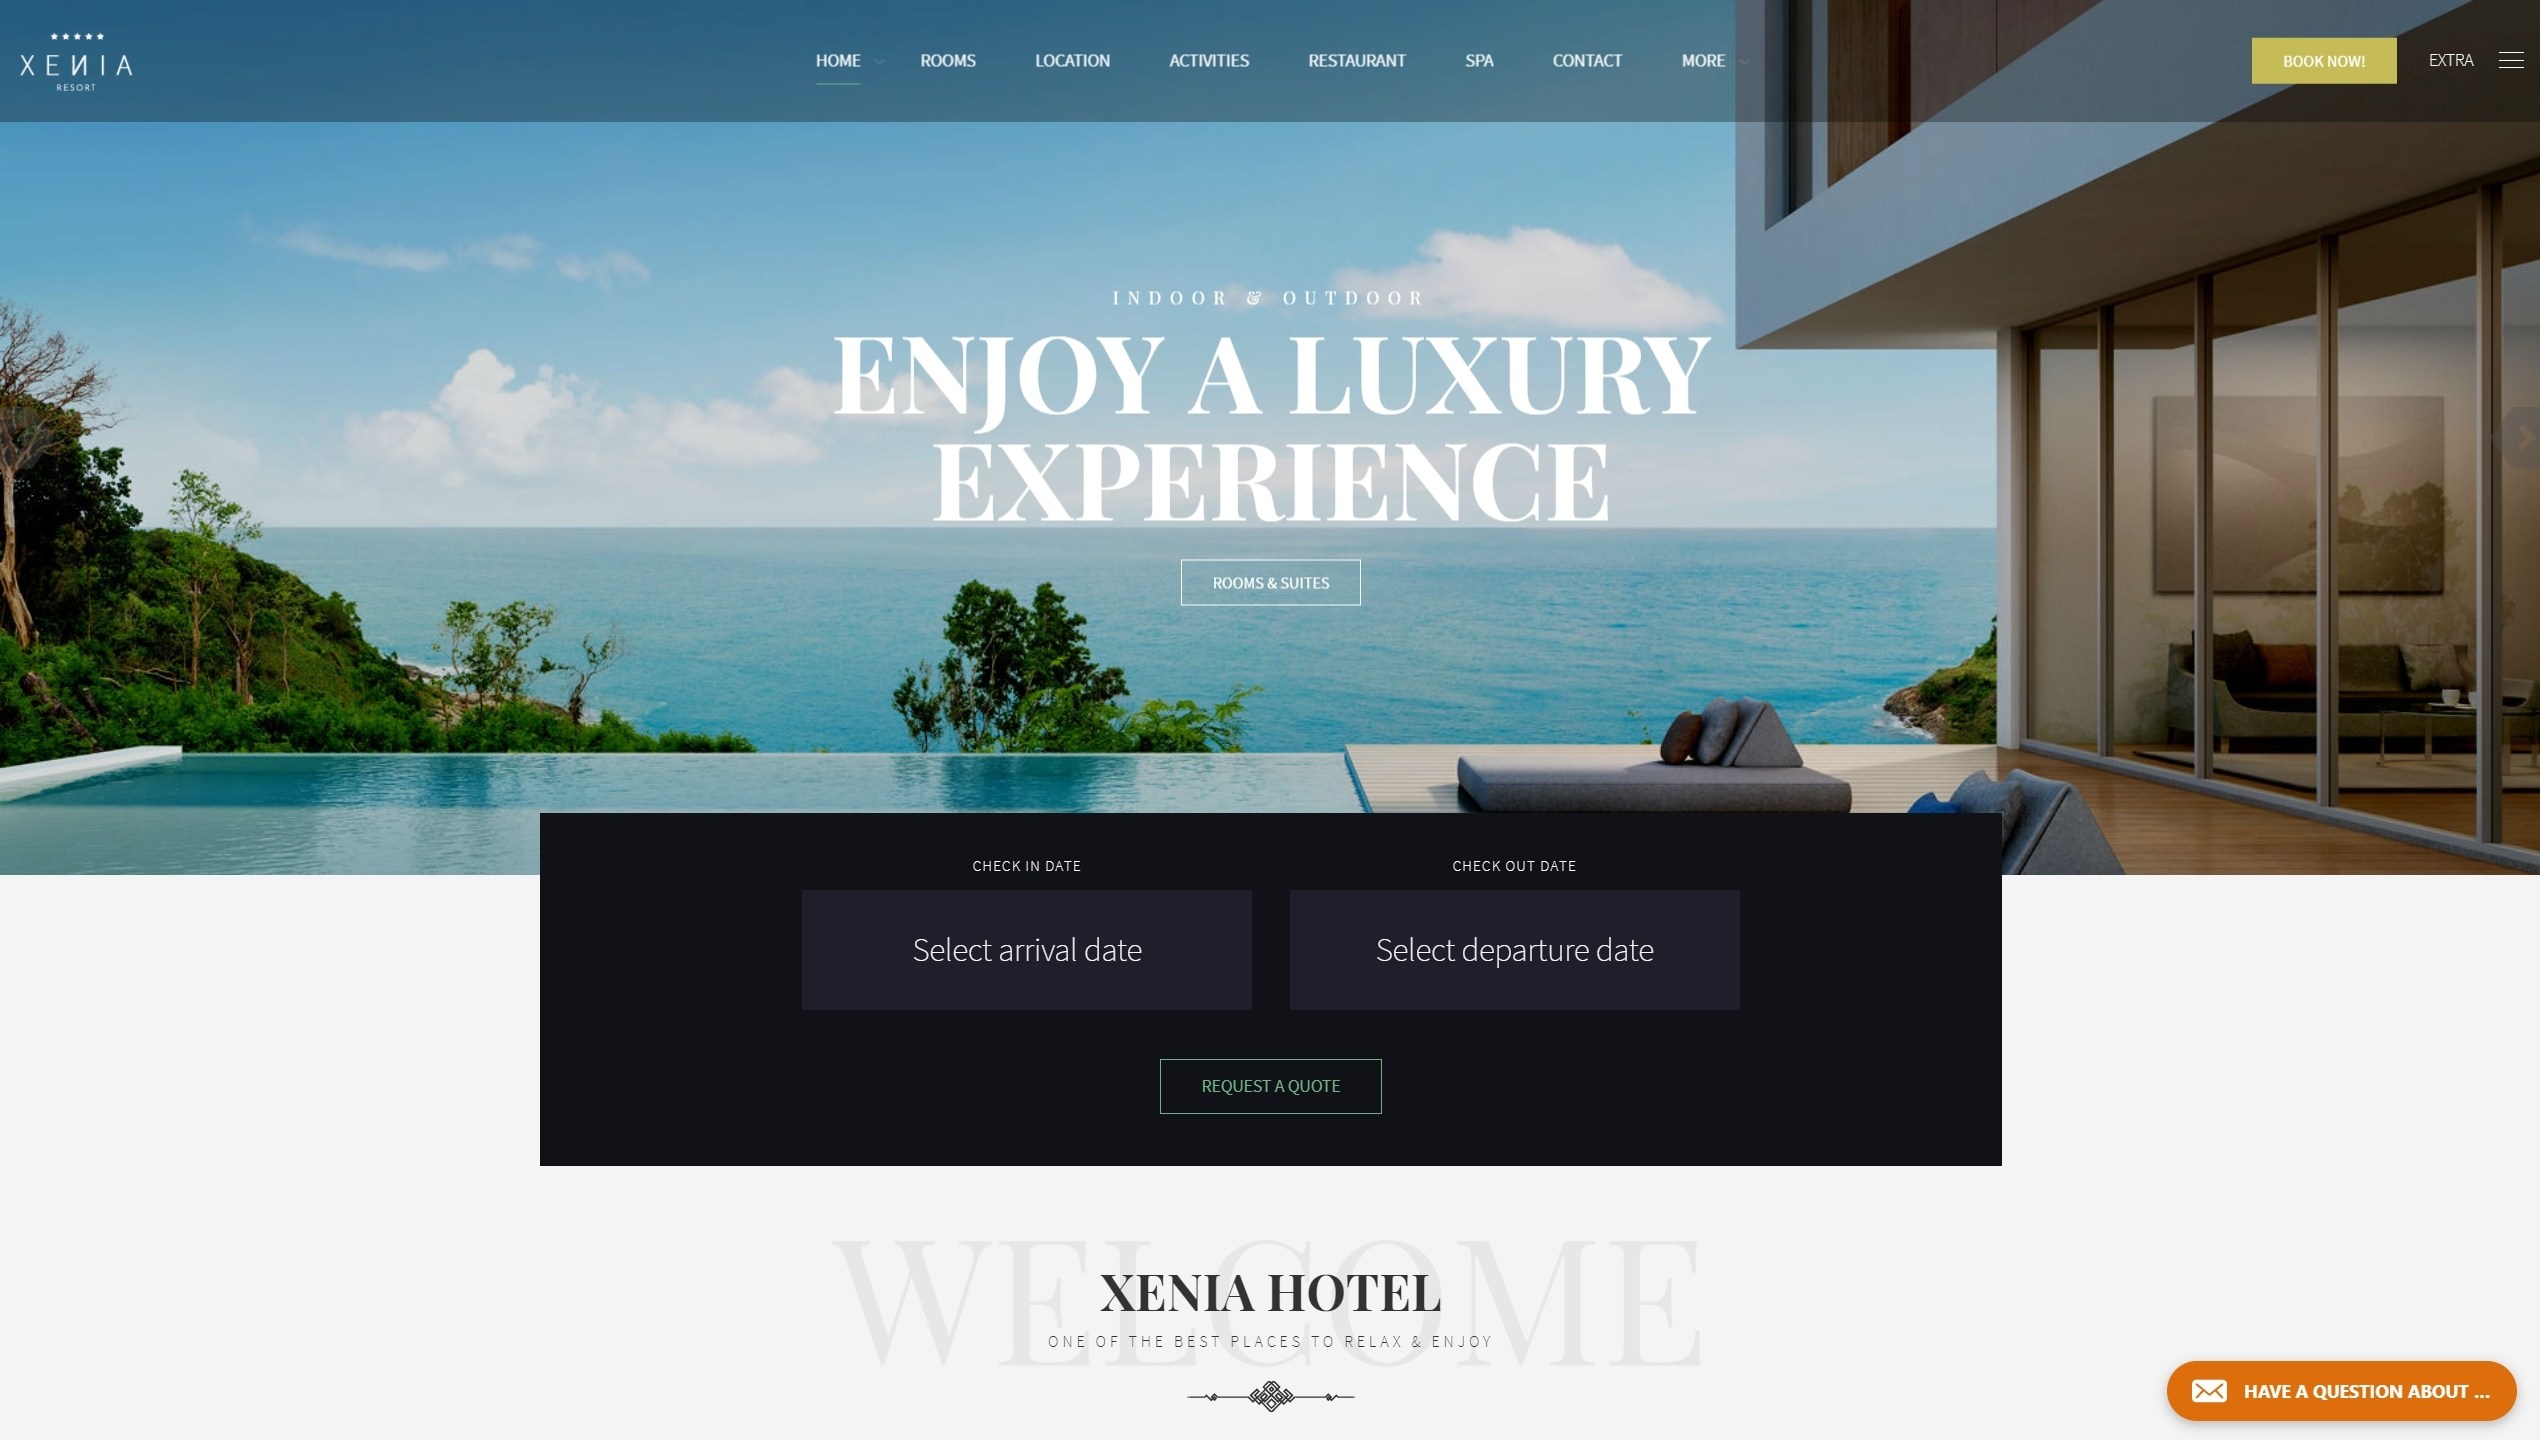 XENIA
RESORT
HOME
ROOMS
LOCATION
ACTIVITIES
RESTAURANT
SPA
CONTACT
MORE
BOOK NOW!
EXTRA
INDOOR & OUTDOOR
ENJOY A LUXURY
EXPERIENCE
ROOMS & SUITES
CHECK IN DATE
CHECK OUT DATE
Select arrival date
Select departure date
REQUEST A QUOTE
WELCOME
XENIA HOTEL
ONE OF THE BEST PLACES TO RELAX & ENJOY
HAVE A QUESTION ABOUT ...